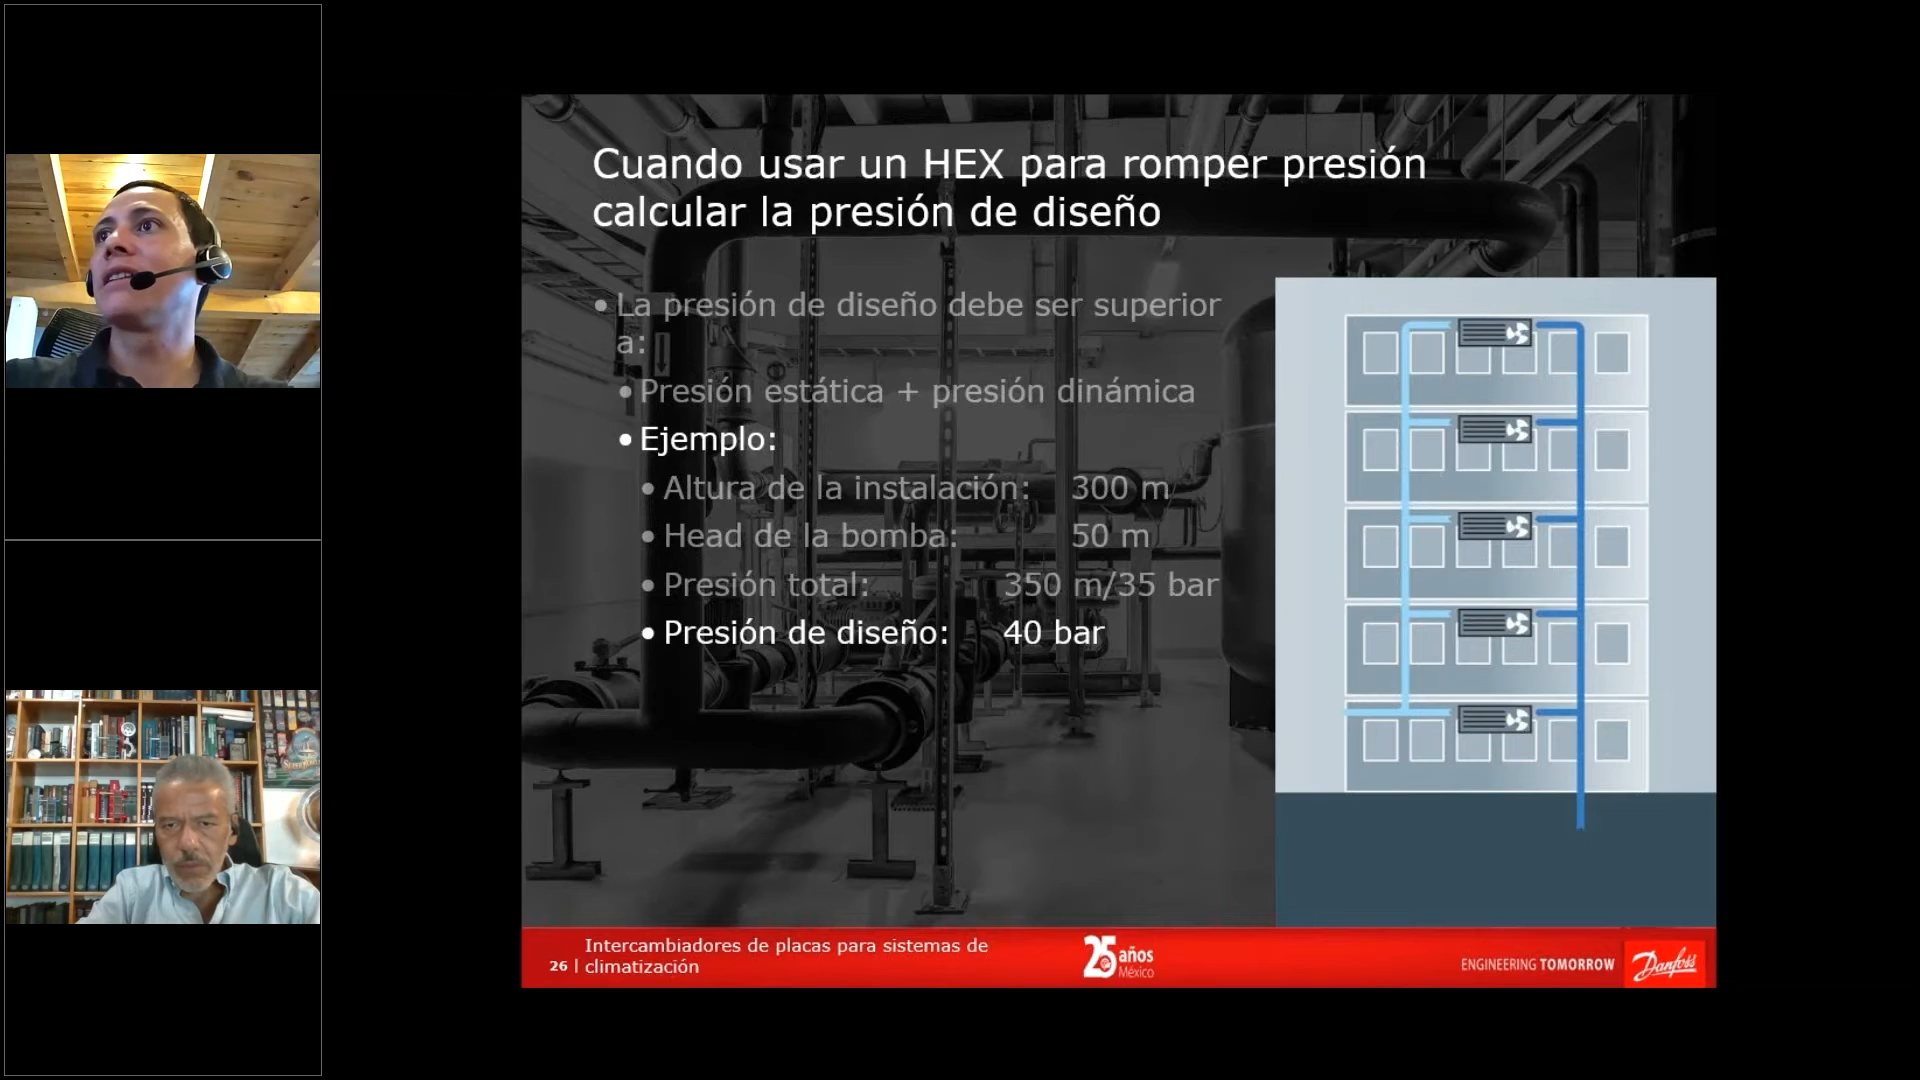 Cuando usar un HEX para romper presión
calcular la presión de diseño
• La presión de diseño debe ser superior
a:
• Presión estática + presión dinámica
• Ejemplo:
• Altura de la instalación: 300 m
• Head de la bomba: 50 m
• Presión total: 350 m/35 bar
• Presión de diseño: 40 bar
Intercambiadores de placas para sistemas de
26 | climatización
25 años
México
ENGINEERING TOMORROW
Danfoss